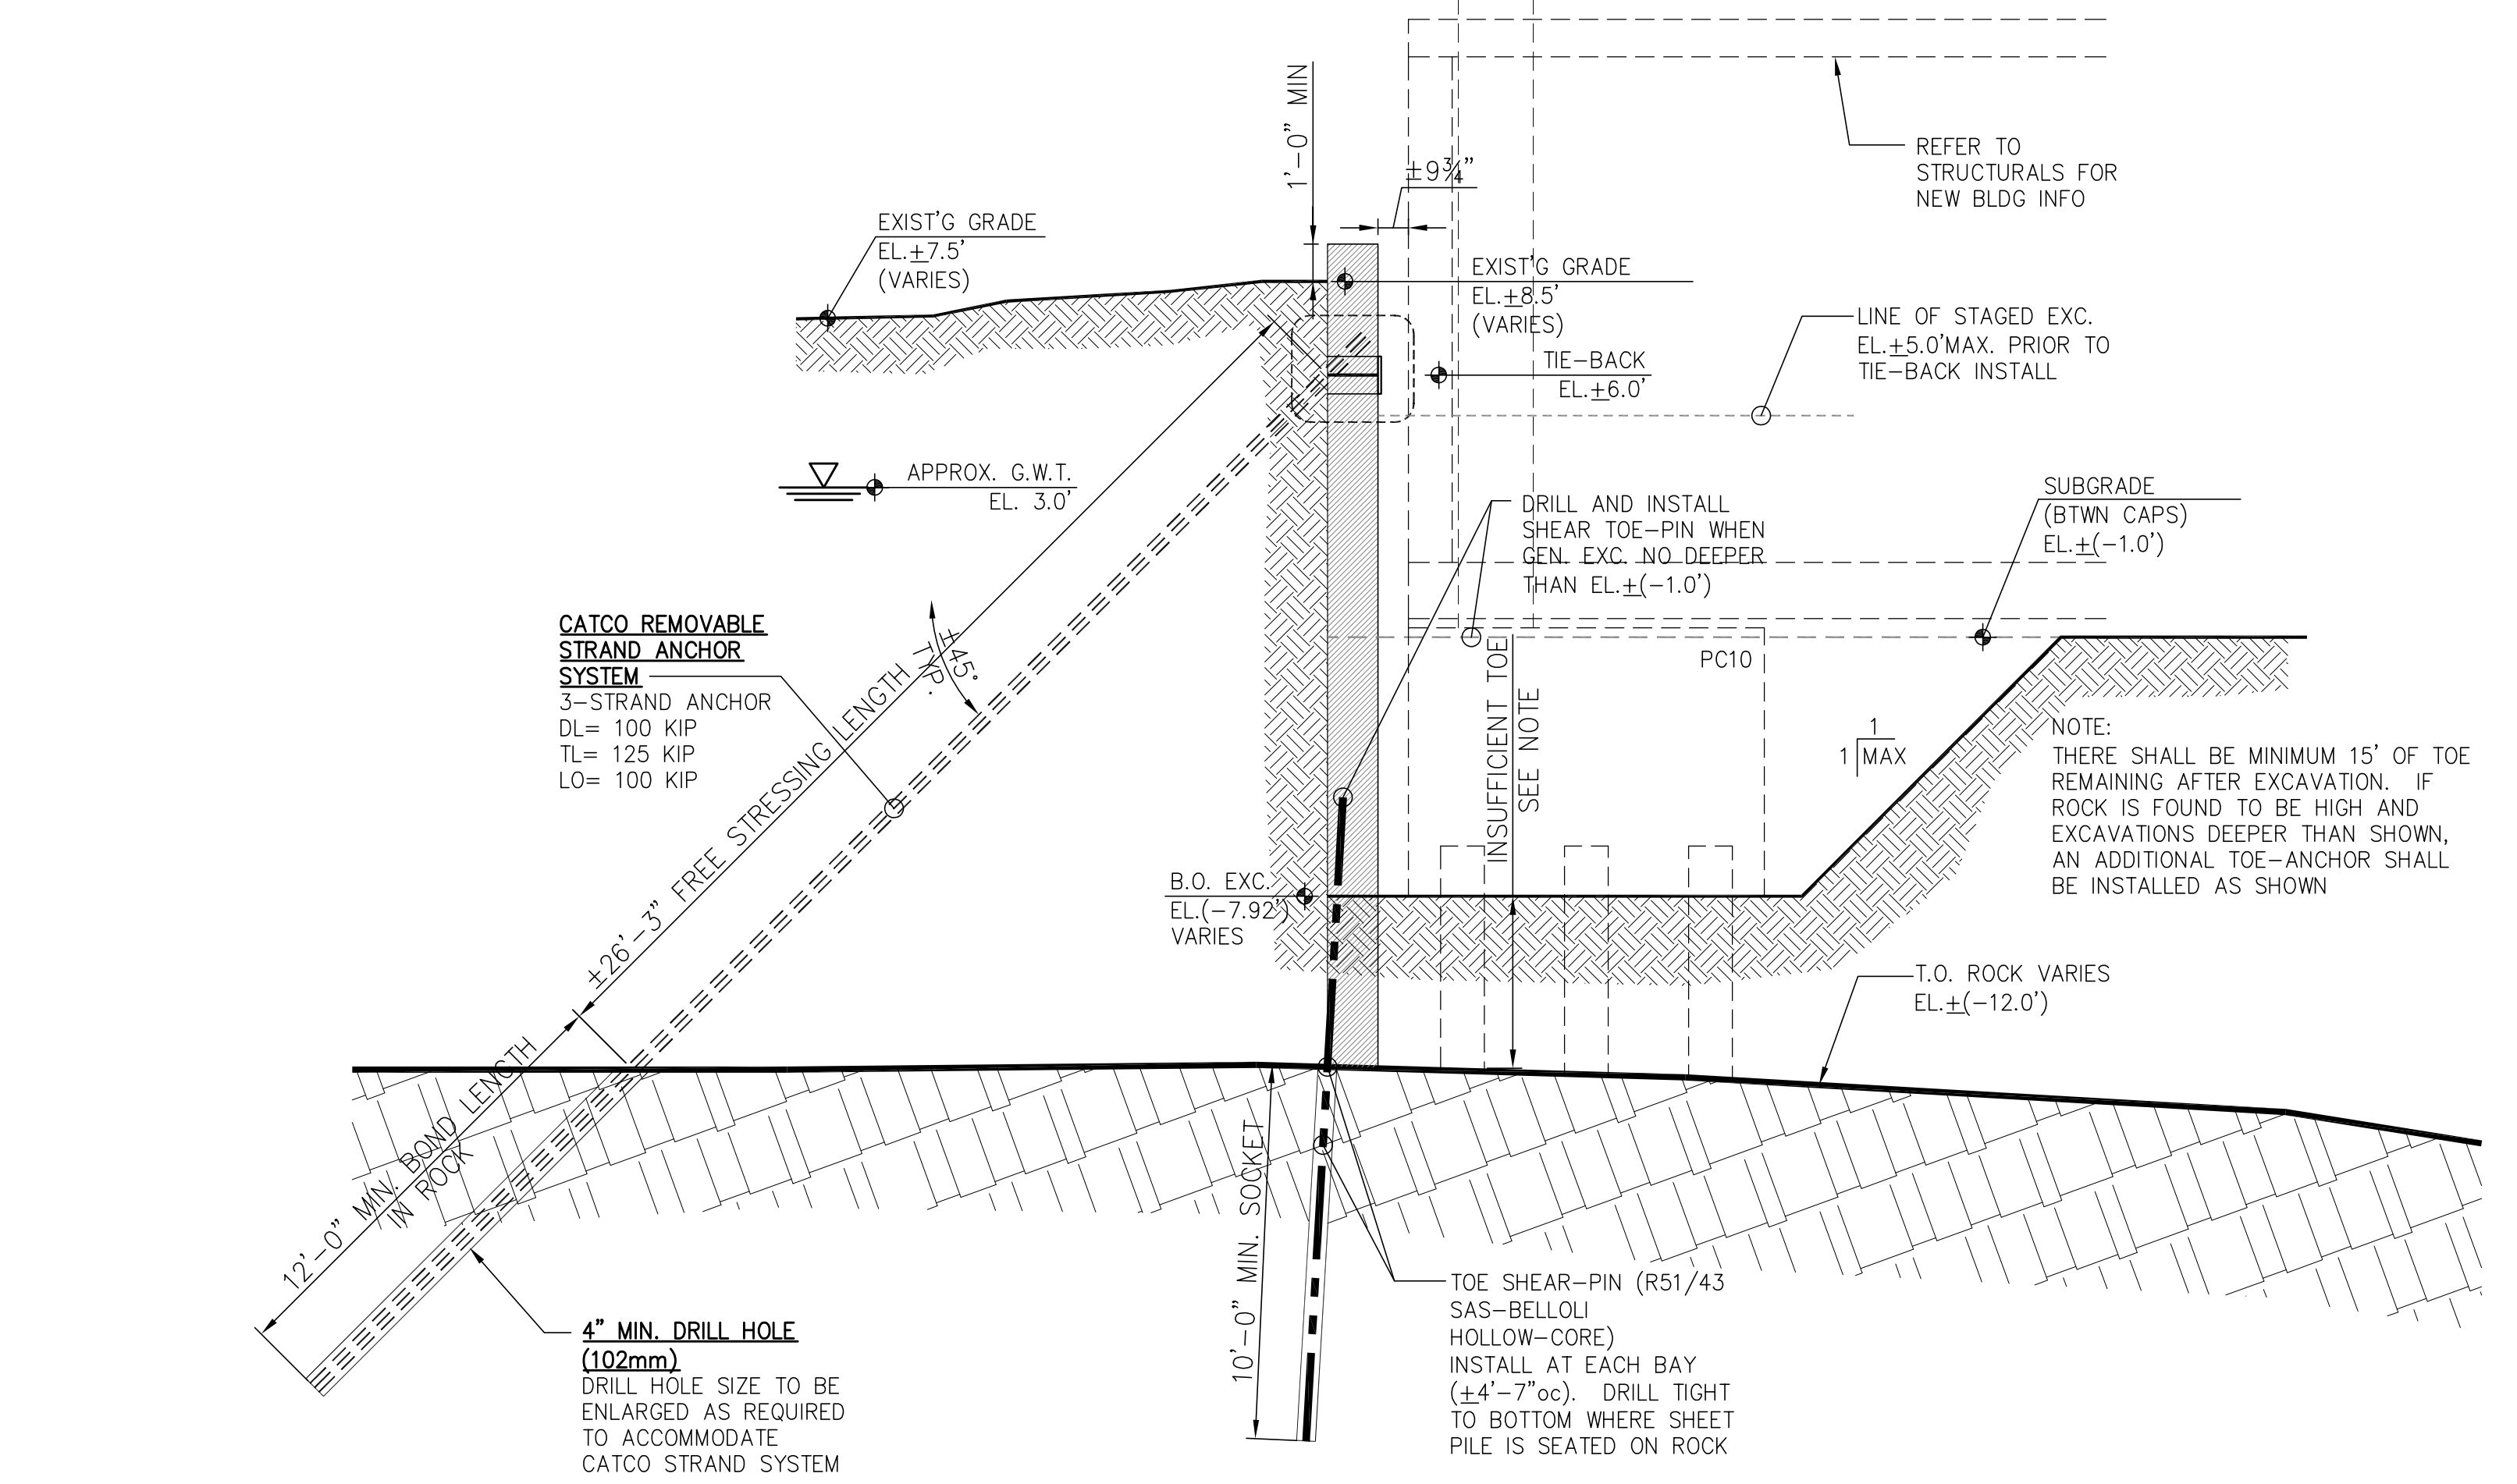 1'-0" MIN
±9¾"
REFER TO
STRUCTURALS FOR
NEW BLDG INFO
EXIST'G GRADE
EL.±7.5'
(VARIES)
EXIST'G GRADE
EL.±8.5'
(VARIES)
LINE OF STAGED EXC.
EL.±5.0'MAX. PRIOR TO
TIE-BACK INSTALL
TIE-BACK
EL.±6.0'
APPROX. G.W.T.
EL. 3.0'
DRILL AND INSTALL
SHEAR TOE-PIN WHEN
GEN. EXC. NO DEEPER
THAN EL.±(-1.0')
SUBGRADE
(BTWN CAPS)
EL.±(-1.0')
CATCO REMOVABLE
STRAND ANCHOR
SYSTEM
3-STRAND ANCHOR
DL= 100 KIP
TL= 125 KIP
LO= 100 KIP
±45°
TYP.
±26'-3" FREE STRESSING LENGTH
PC10
INSUFFICIENT TOE
SEE NOTE
1
1 MAX
NOTE:
THERE SHALL BE MINIMUM 15' OF TOE
REMAINING AFTER EXCAVATION. IF
ROCK IS FOUND TO BE HIGH AND
EXCAVATIONS DEEPER THAN SHOWN,
AN ADDITIONAL TOE-ANCHOR SHALL
BE INSTALLED AS SHOWN
B.O. EXC.
EL.(-7.92')
VARIES
T.O. ROCK VARIES
EL.±(-12.0')
12'-0" MIN. BOND LENGTH
IN ROCK
10'-0" MIN. SOCKET
4" MIN. DRILL HOLE
(102mm)
DRILL HOLE SIZE TO BE
ENLARGED AS REQUIRED
TO ACCOMMODATE
CATCO STRAND SYSTEM
TOE SHEAR-PIN (R51/43
SAS-BELLOLI
HOLLOW-CORE)
INSTALL AT EACH BAY
(±4'-7"oc). DRILL TIGHT
TO BOTTOM WHERE SHEET
PILE IS SEATED ON ROCK